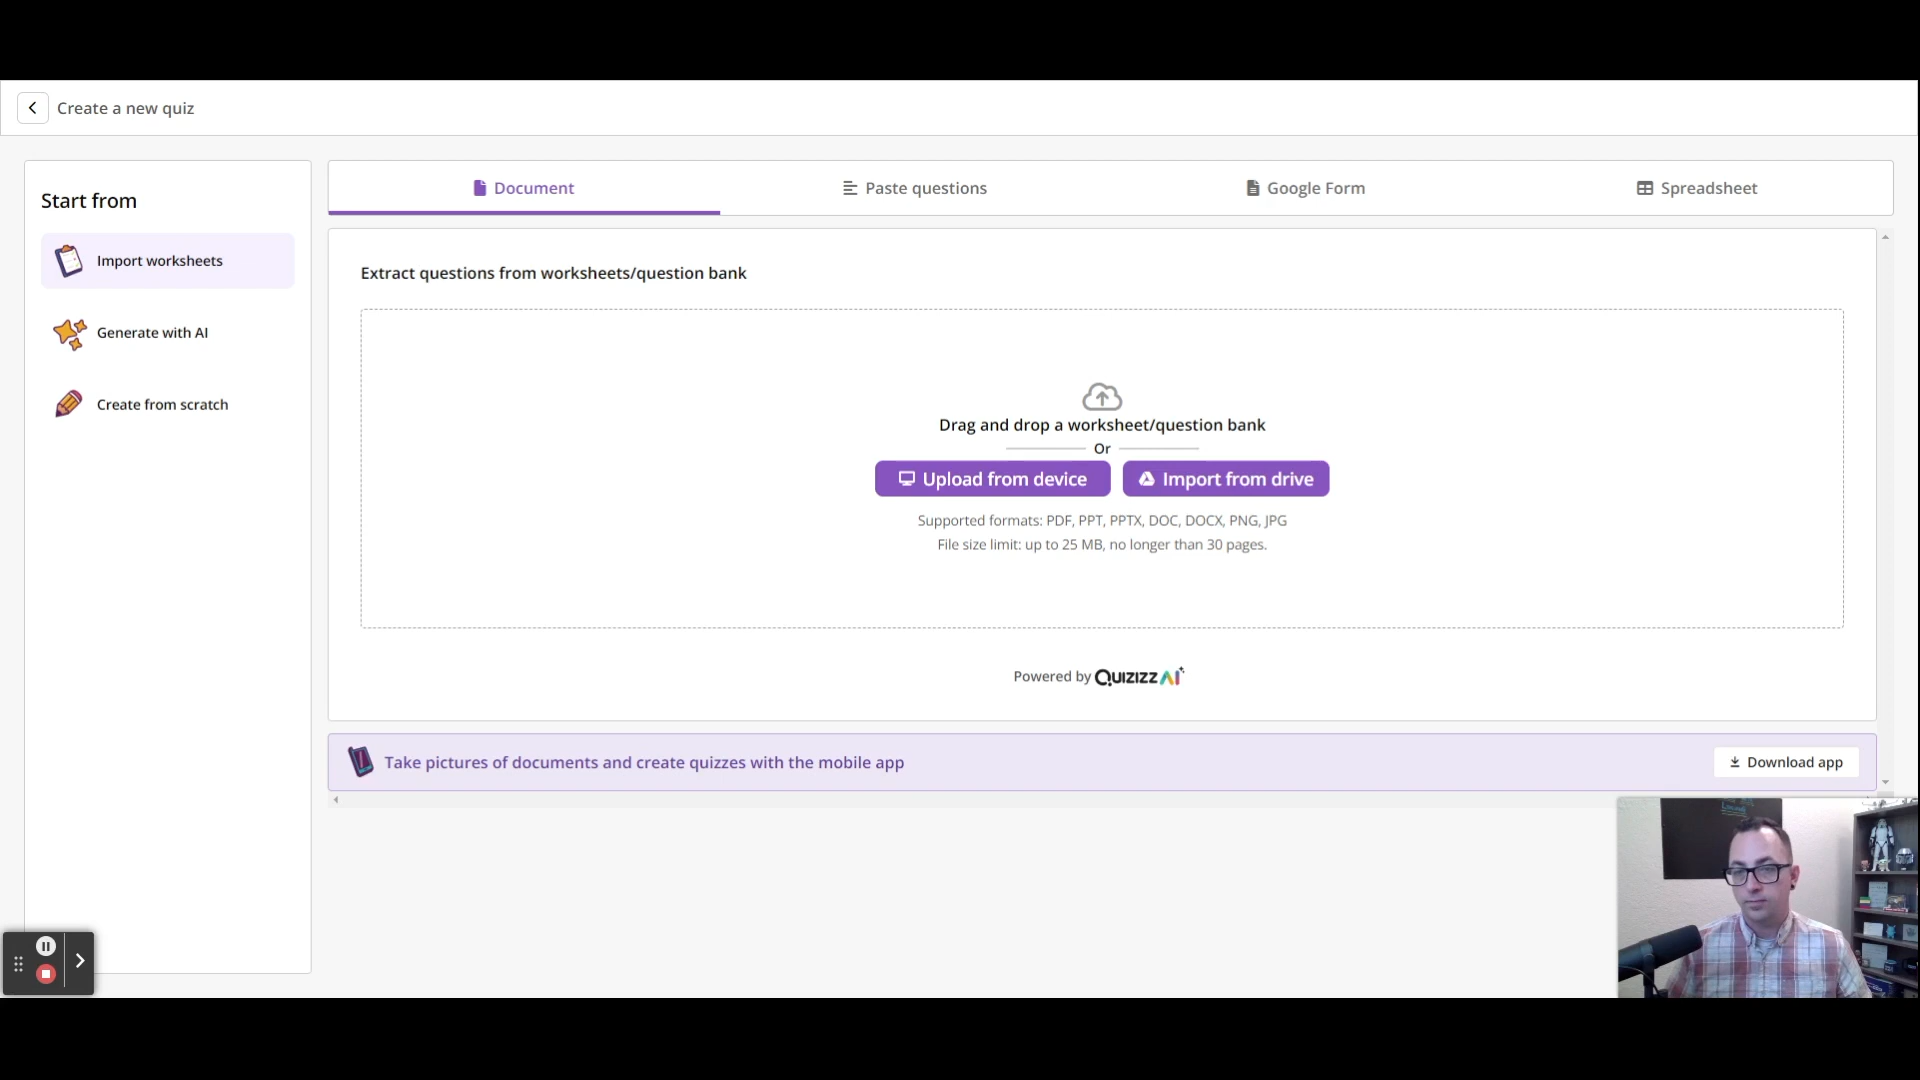 Create a new quiz
Start from
Import worksheets
Generate with AI
Create from scratch
Document
Paste questions
Google Form
Spreadsheet
Extract questions from worksheets/question bank
Drag and drop a worksheet/question bank
Or
Upload from device
Import from drive
Supported formats: PDF, PPT, PPTX, DOC, DOCX, PNG, JPG
File size limit: up to 25 MB, no longer than 30 pages.
Powered by QUIZIZZ AI
Take pictures of documents and create quizzes with the mobile app
Download app